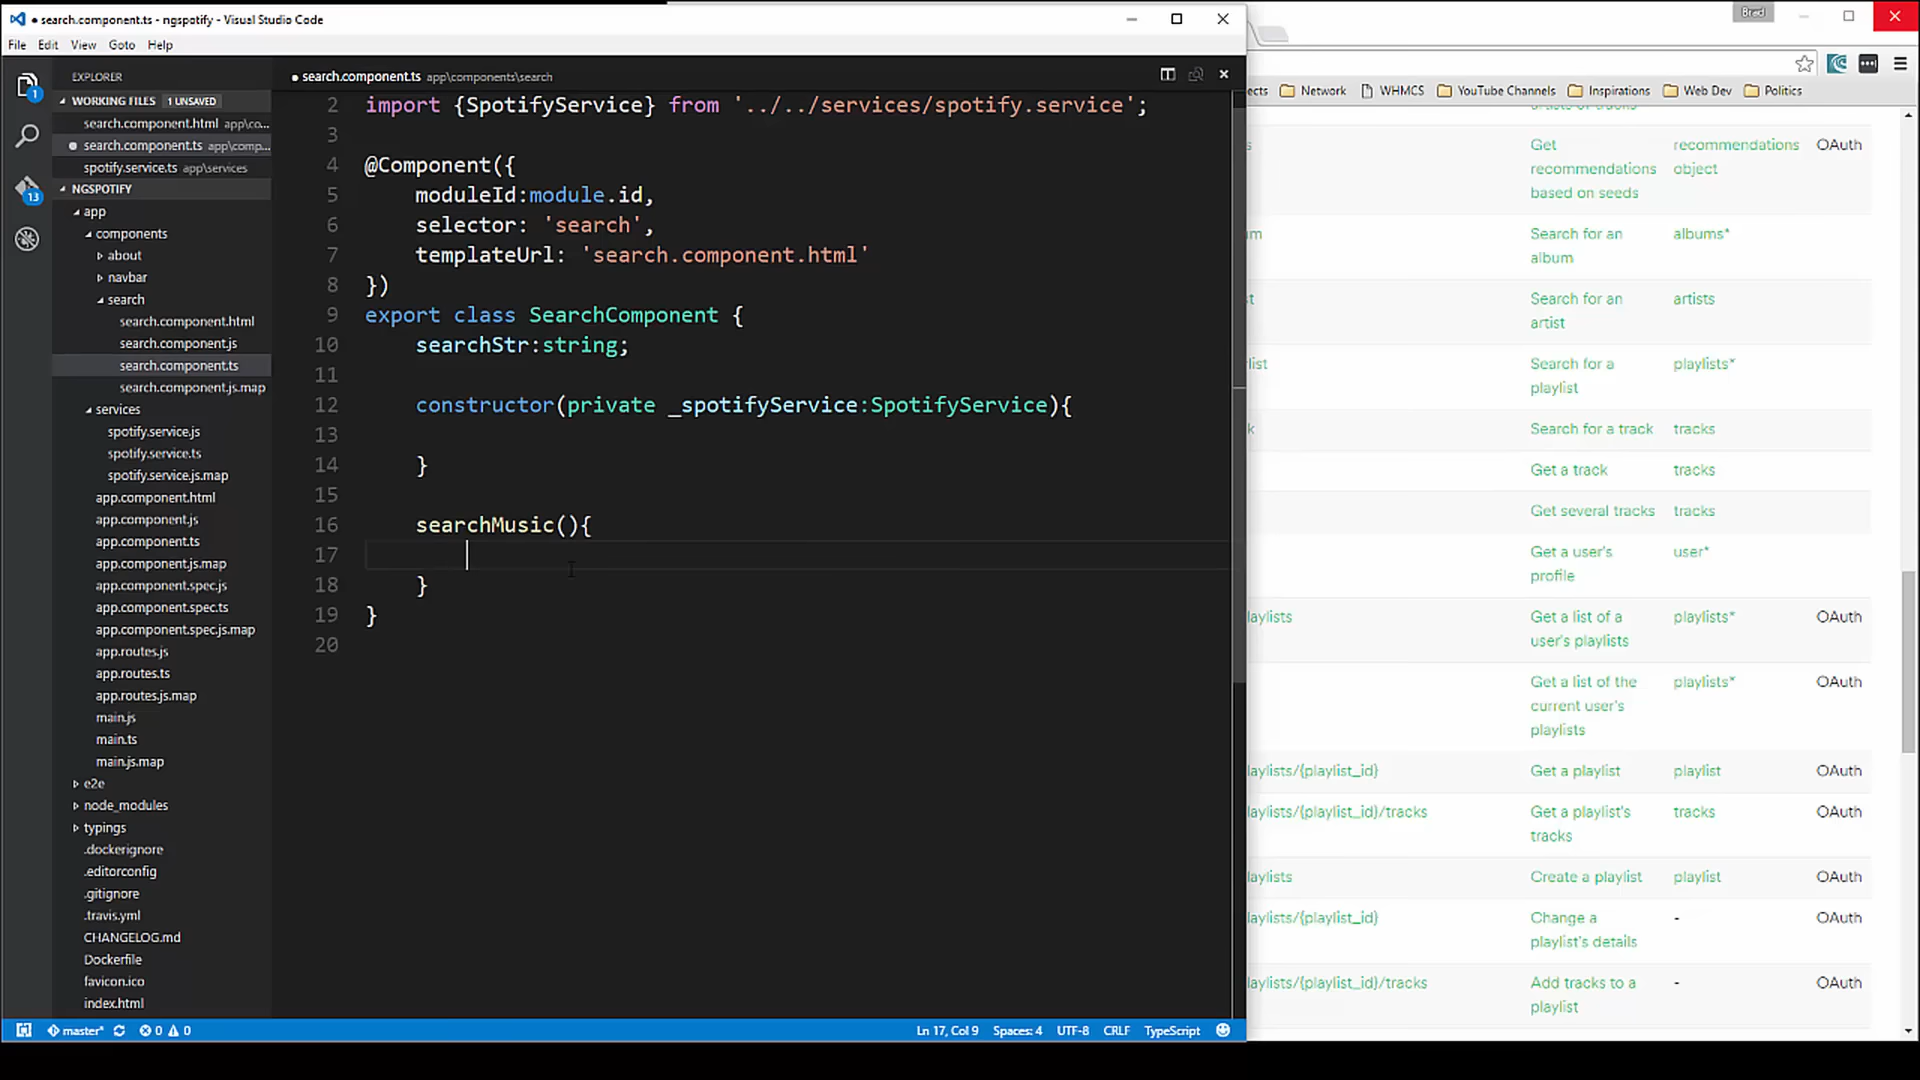 search.component.ts - ngspotify - Visual Studio Code
File Edit View Goto Help
EXPLORER
WORKING FILES 1 UNSAVED
search.component.html app\co...
search.component.ts app\comp...
spotify.service.ts app\services
NGSPOTIFY
app
components
about
navbar
search
search.component.html
search.component.js
search.component.ts
search.component.js.map
services
spotify.service.js
spotify.service.ts
spotify.service.js.map
app.component.html
app.component.js
app.component.ts
app.component.js.map
app.component.spec.js
app.component.spec.ts
app.component.spec.js.map
app.routes.js
app.routes.ts
app.routes.js.map
main.js
main.ts
main.js.map
e2e
node_modules
typings
.dockerignore
.editorconfig
.gitignore
.travis.yml
CHANGELOG.md
Dockerfile
favicon.ico
index.html
1
13
search.component.ts app\components\search
2 import {SpotifyService} from '../../services/spotify.service';
3
4 @Component({
5 moduleId:module.id,
6 selector: 'search',
7 templateUrl: 'search.component.html'
8 })
9 export class SearchComponent {
10 searchStr:string;
11
12 constructor(private _spotifyService:SpotifyService){
13
14 }
15
16 searchMusic(){
17
18 }
19 }
20
master* 0 0 Ln 17, Col 9 Spaces: 4 UTF-8 CRLF TypeScript
Brad
ects Network WHMCS YouTube Channels Inspirations Web Dev Politics
artists or tracks
s Get recommendations OAuth
recommendations object
based on seeds
m Search for an albums*
album
t Search for an artists
artist
list Search for a playlists*
playlist
k Search for a track tracks
Get a track tracks
Get several tracks tracks
Get a user's user*
profile
laylists Get a list of a playlists* OAuth
user's playlists
Get a list of the playlists* OAuth
current user's
playlists
laylists/{playlist_id} Get a playlist playlist OAuth
laylists/{playlist_id}/tracks Get a playlist's tracks OAuth
tracks
laylists Create a playlist playlist OAuth
laylists/{playlist_id} Change a - OAuth
playlist's details
laylists/{playlist_id}/tracks Add tracks to a - OAuth
playlist